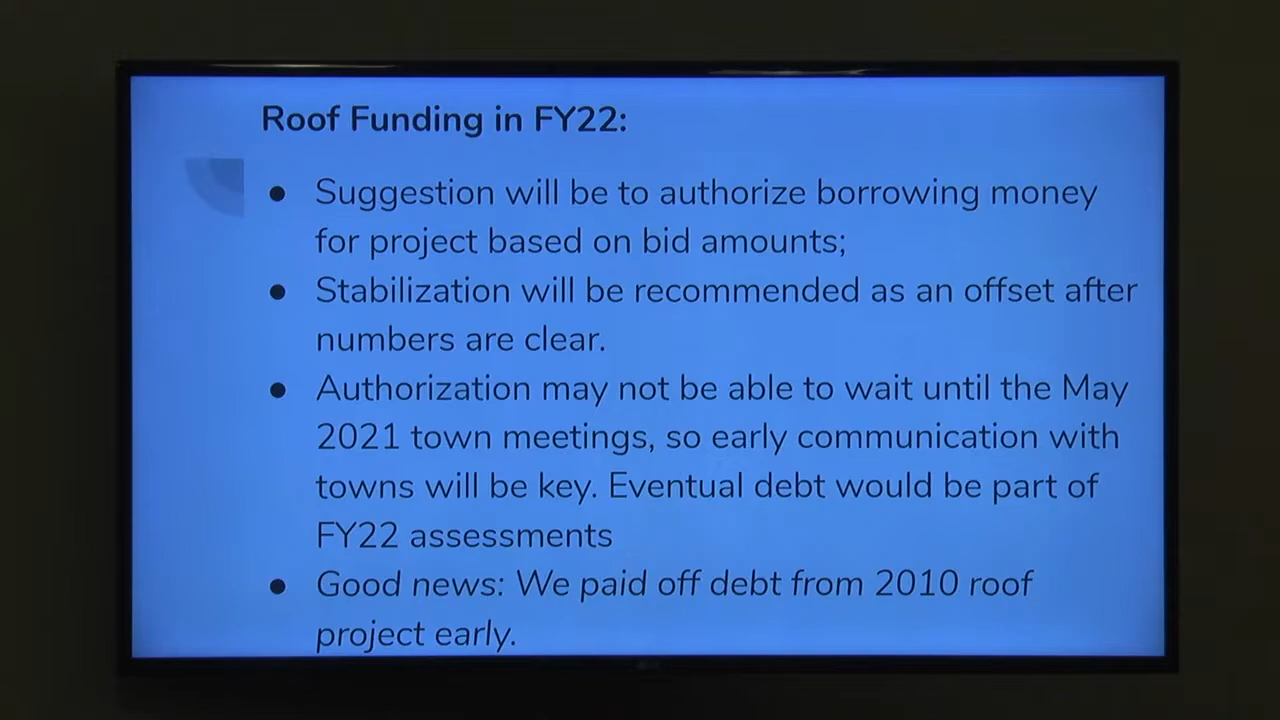 Roof Funding in FY22:
● Suggestion will be to authorize borrowing money
for project based on bid amounts;
● Stabilization will be recommended as an offset after
numbers are clear.
● Authorization may not be able to wait until the May
2021 town meetings, so early communication with
towns will be key. Eventual debt would be part of
FY22 assessments
● Good news: We paid off debt from 2010 roof
project early.